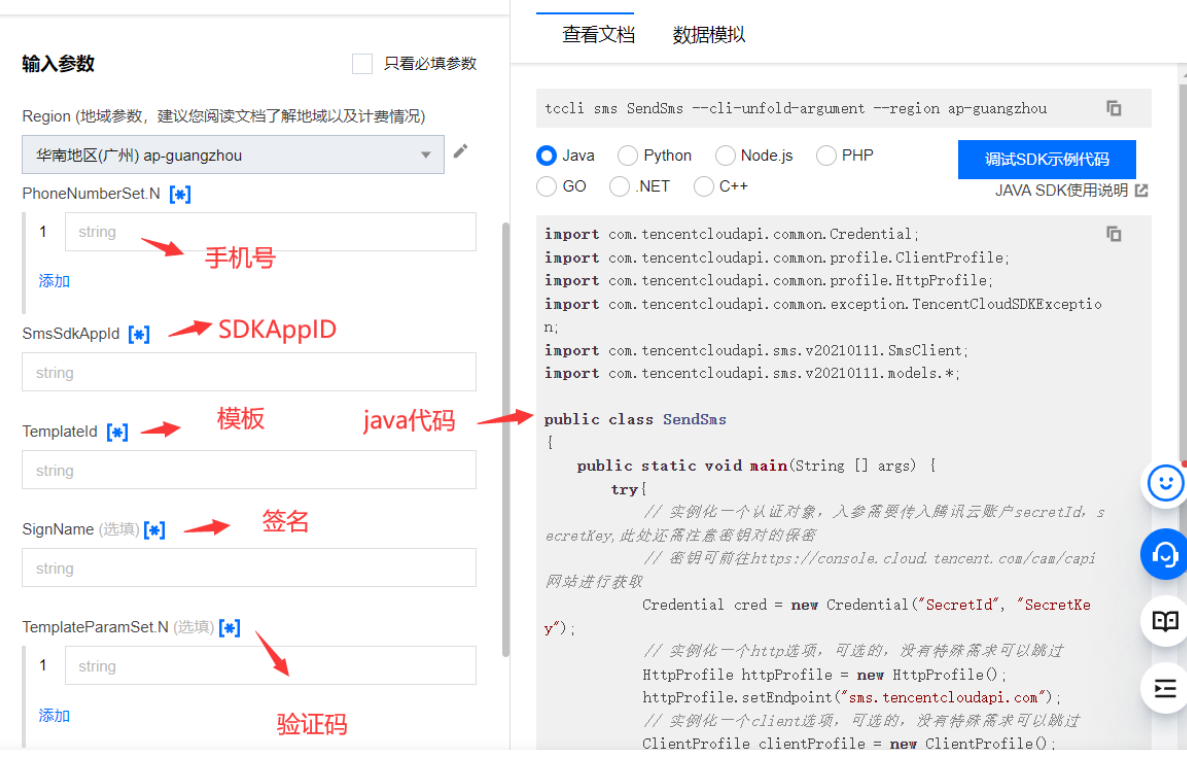 输入参数
只看必填参数
Region (地域参数，建议您阅读文档了解地域以及计费情况)
华南地区(广州) ap-guangzhou
PhoneNumberSet.N [*]
1 string
手机号
添加
SmsSdkAppId [*]
SDKAppID
string
TemplateId [*]
模板
string
SignName (选填) [*]
签名
string
TemplateParamSet.N (选填) [*]
1 string
添加
验证码
java代码
查看文档 数据模拟
tccli sms SendSms --cli-unfold-argument --region ap-guangzhou
Java Python Node.js PHP
GO .NET C++
调试SDK示例代码
JAVA SDK使用说明
import com.tencentcloudapi.common.Credential;
import com.tencentcloudapi.common.profile.ClientProfile;
import com.tencentcloudapi.common.profile.HttpProfile;
import com.tencentcloudapi.common.exception.TencentCloudSDKExceptio
n;
import com.tencentcloudapi.sms.v20210111.SmsClient;
import com.tencentcloudapi.sms.v20210111.models.*;
public class SendSms
{
public static void main(String [] args) {
try{
// 实例化一个认证对象，入参需要传入腾讯云账户secretId，s
ecretKey,此处还需注意密钥对的保密
// 密钥可前往https://console.cloud.tencent.com/cam/capi
网站进行获取
Credential cred = new Credential("SecretId", "SecretKe
y");
// 实例化一个http选项，可选的，没有特殊需求可以跳过
HttpProfile httpProfile = new HttpProfile();
httpProfile.setEndpoint("sms.tencentcloudapi.com");
// 实例化一个client选项，可选的，没有特殊需求可以跳过
ClientProfile clientProfile = new ClientProfile();